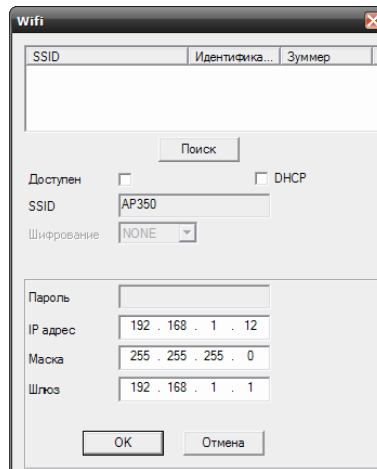 Wifi
SSID Идентифика... Зуммер
Поиск
Доступен DHCP
SSID AP350
Шифрование NONE
Пароль
IP адрес 192 . 168 . 1 . 12
Маска 255 . 255 . 255 . 0
Шлюз 192 . 168 . 1 . 1
OK Отмена